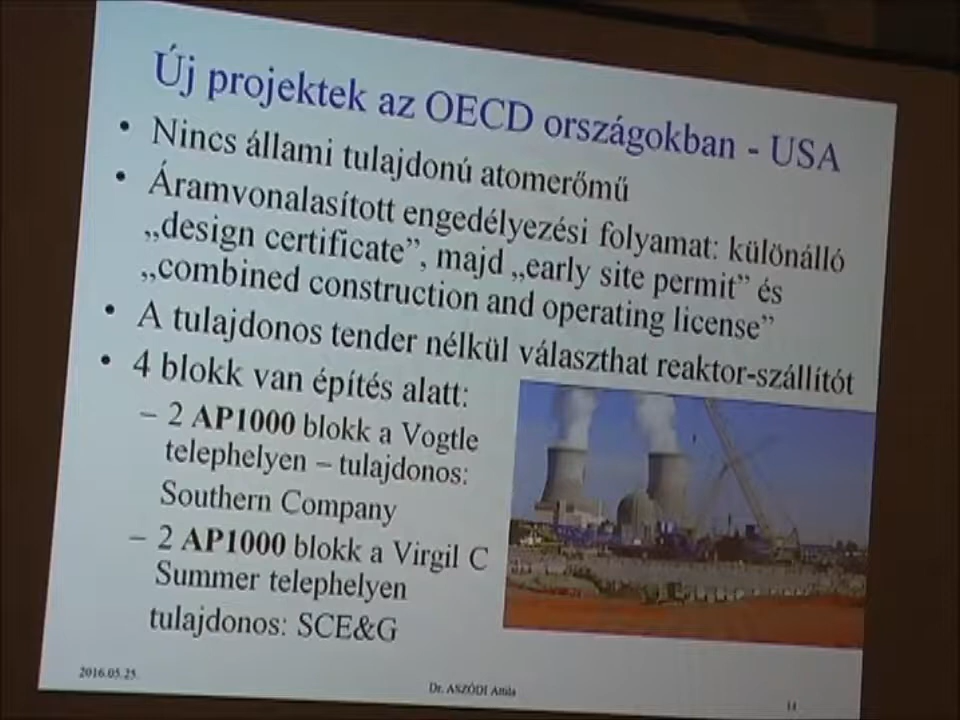 Új projektek az OECD országokban - USA
• Nincs állami tulajdonú atomerőmű
• Áramvonalasított engedélyezési folyamat: különálló
„design certificate”, majd „early site permit” és
„combined construction and operating license”
• A tulajdonos tender nélkül választhat reaktor-szállítót
• 4 blokk van építés alatt:
– 2 AP1000 blokk a Vogtle
telephelyen – tulajdonos:
Southern Company
– 2 AP1000 blokk a Virgil C
Summer telephelyen
tulajdonos: SCE&G
2016.05.25.
Dr. ASZÓDI Attila